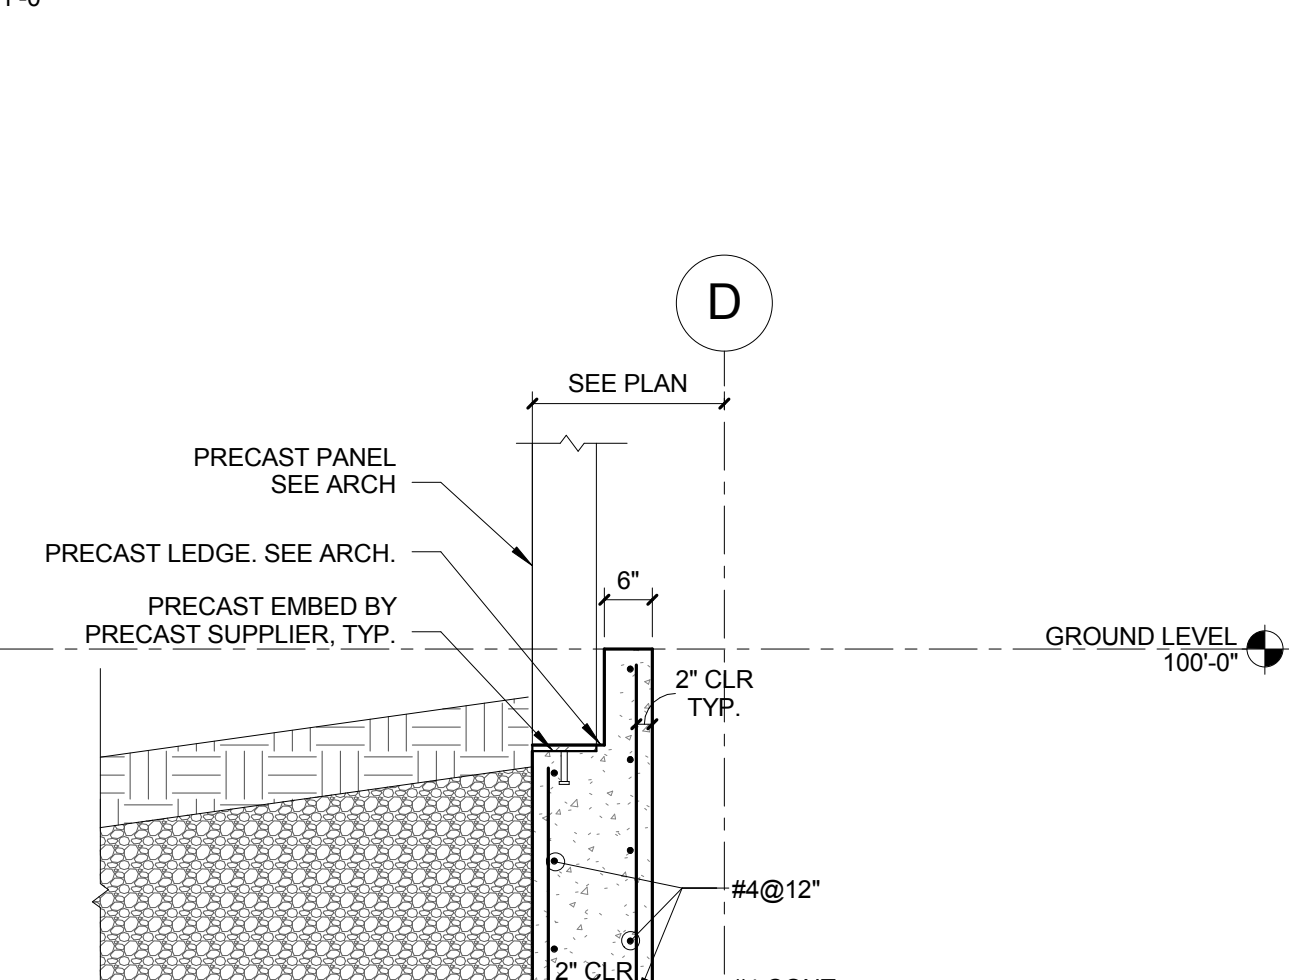 D
SEE PLAN
PRECAST PANEL
SEE ARCH
PRECAST LEDGE. SEE ARCH.
6"
PRECAST EMBED BY
PRECAST SUPPLIER, TYP.
GROUND LEVEL
100'-0"
2" CLR
TYP.
#4@12"
2" CLR